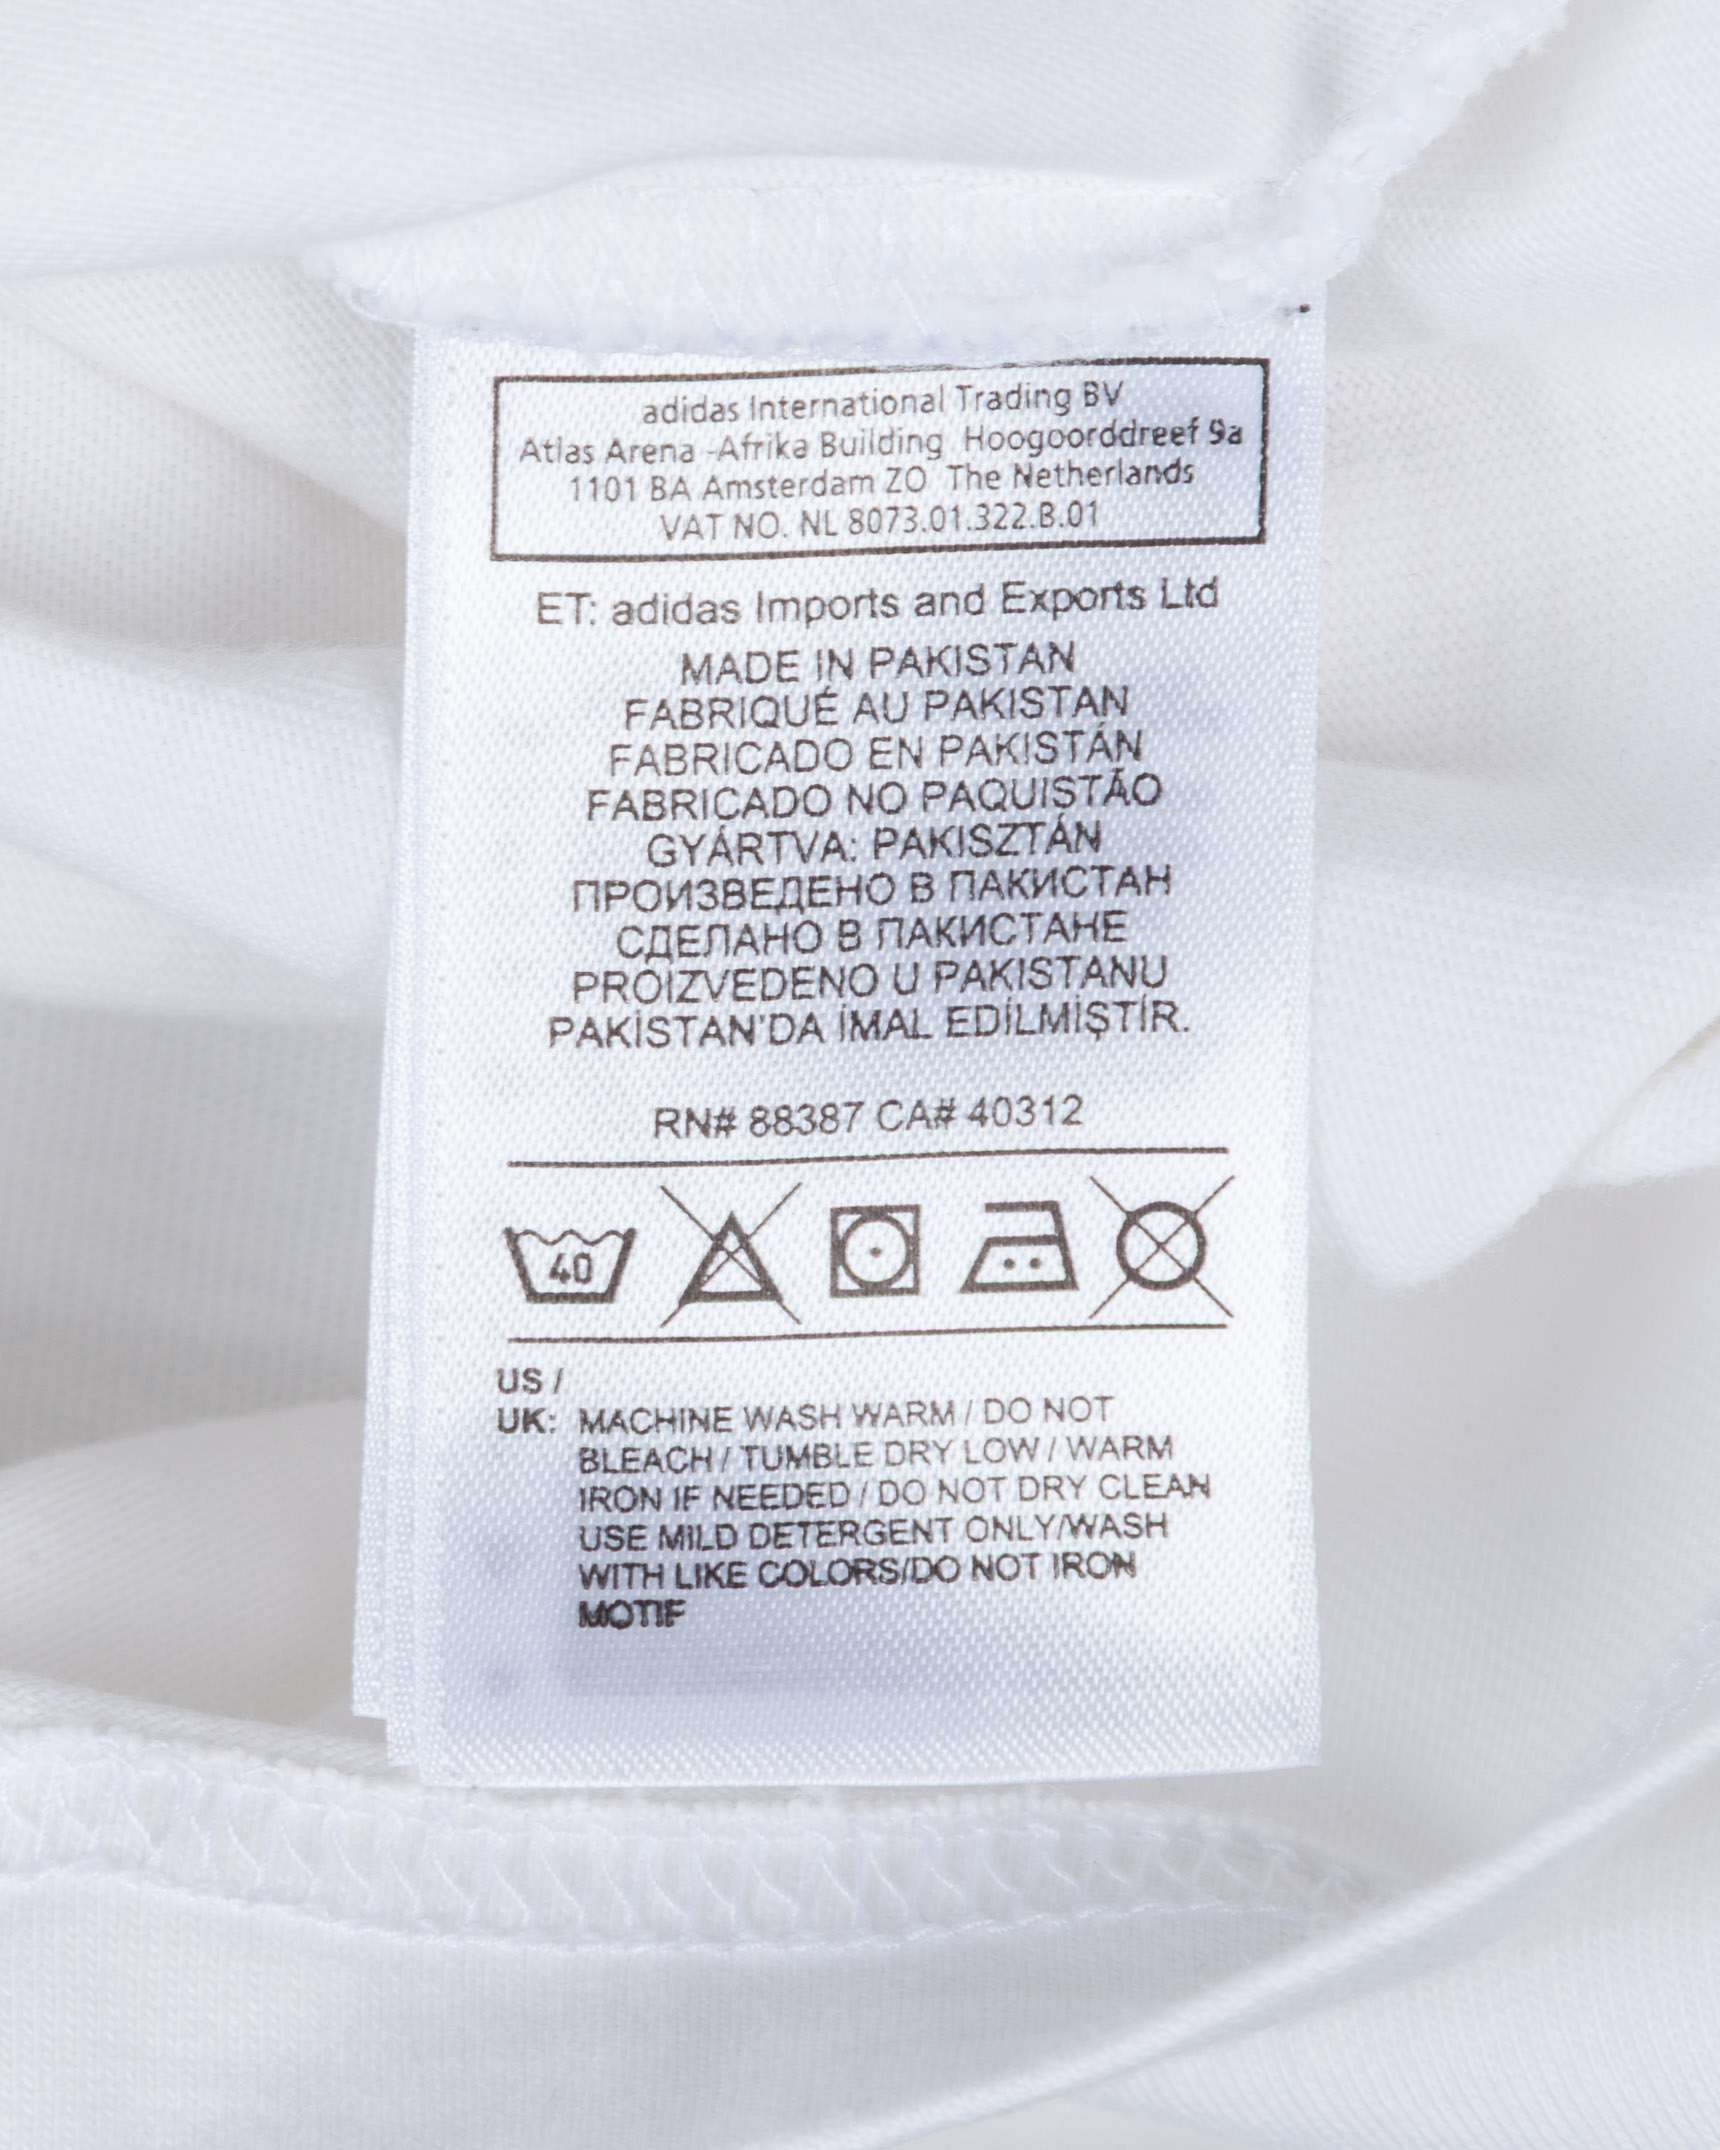 adidas International Trading BV
Atlas Arena -Afrika Building Hoogoorddreef 9a
1101 BA Amsterdam ZO The Netherlands
VAT NO. NL 8073.01.322.B.01
ET: adidas Imports and Exports Ltd
MADE IN PAKISTAN
FABRIQUÉ AU PAKISTAN
FABRICADO EN PAKISTÁN
FABRICADO NO PAQUISTÃO
GYÁRTVA: PAKISZTÁN
ПРОИЗВЕДЕНО В ПАКИСТАН
СДЕЛАНО В ПАКИСТАНЕ
PROIZVEDENO U PAKISTANU
PAKİSTAN'DA İMAL EDİLMİŞTİR.
RN# 88387 CA# 40312
40
US /
UK: MACHINE WASH WARM / DO NOT
BLEACH / TUMBLE DRY LOW / WARM
IRON IF NEEDED / DO NOT DRY CLEAN
USE MILD DETERGENT ONLY/WASH
WITH LIKE COLORS/DO NOT IRON
MOTIF